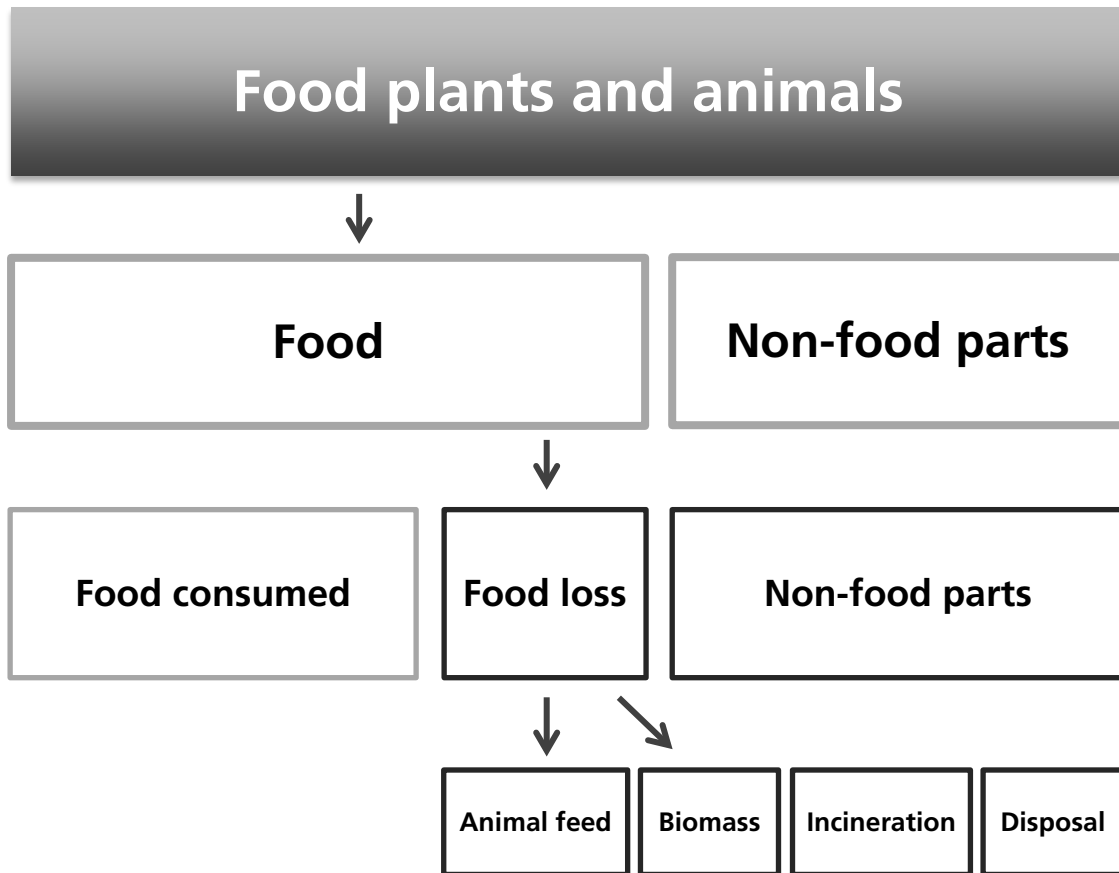 Food plants and animals
Food
Non-food parts
Food consumed
Food loss
Non-food parts
Animal feed
Biomass
Incineration
Disposal